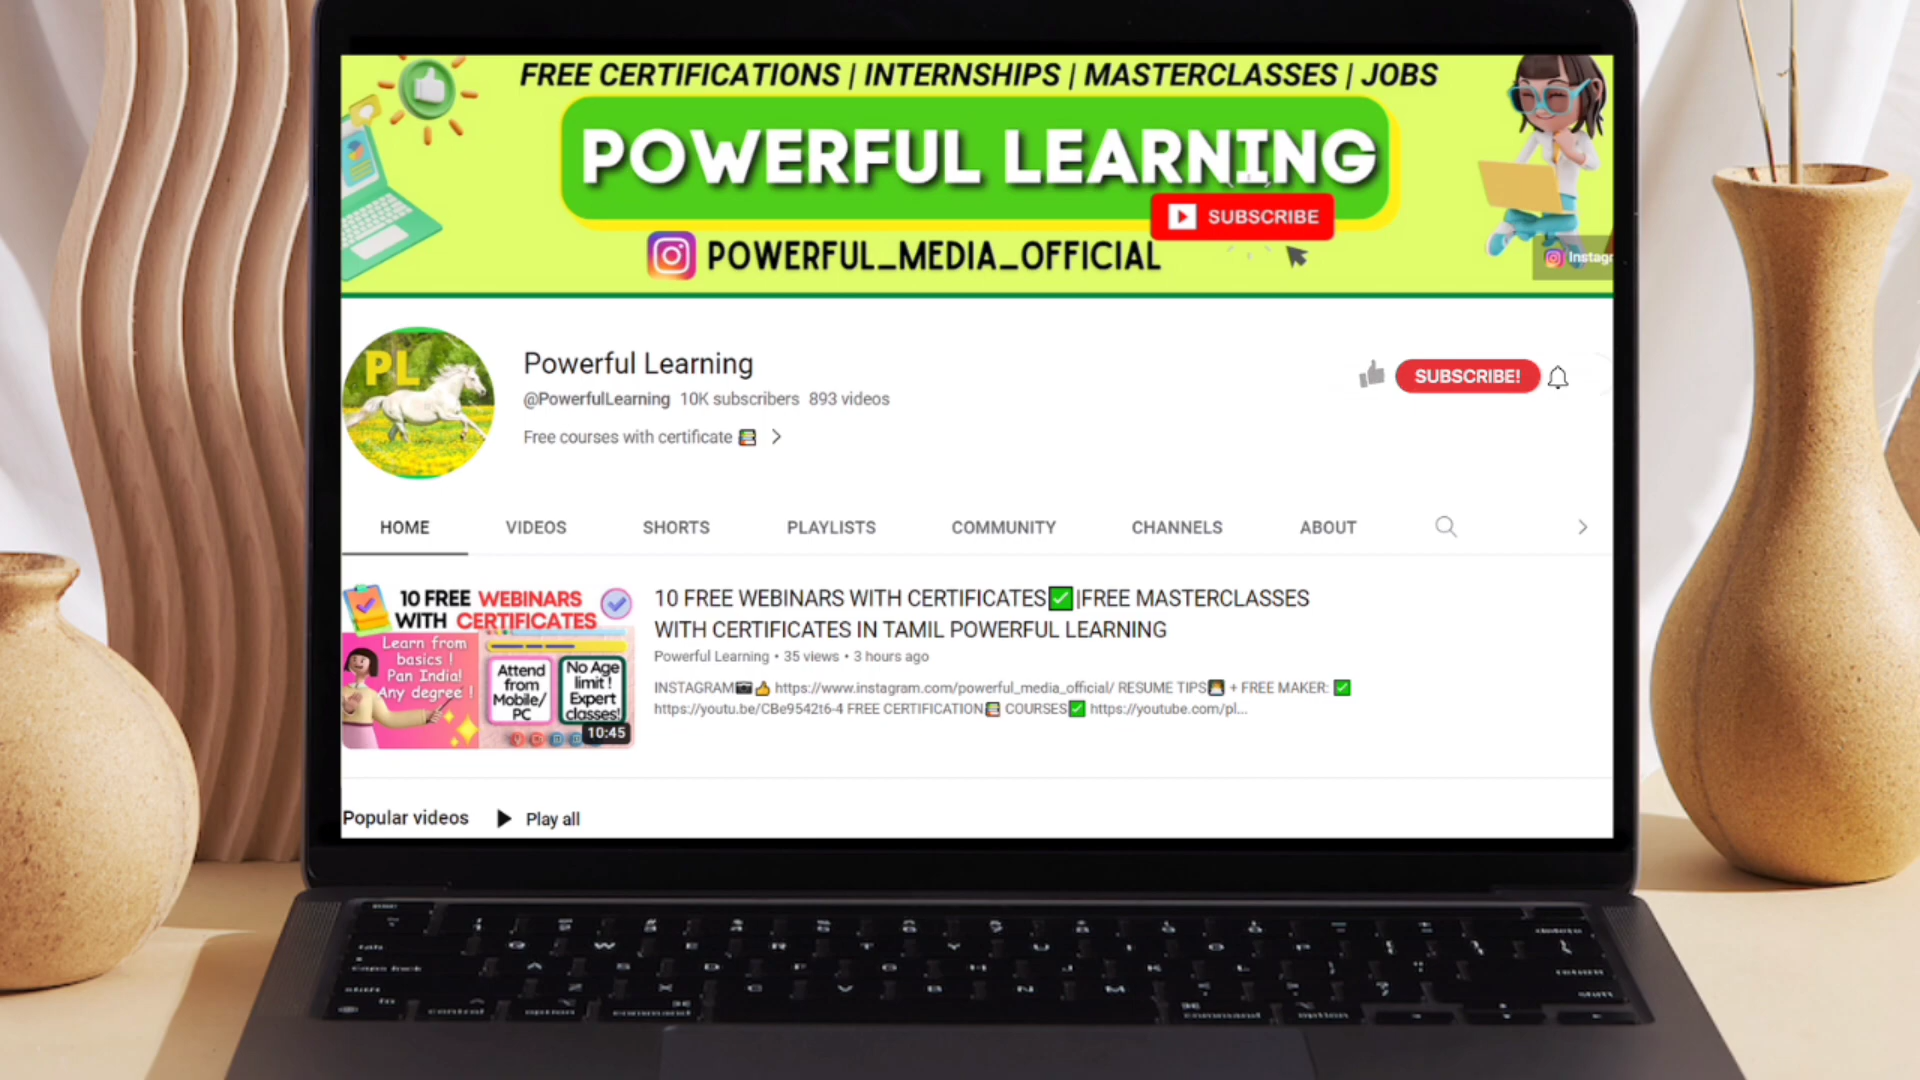 FREE CERTIFICATIONS | INTERNSHIPS | MASTERCLASSES | JOBS
POWERFUL LEARNING
SUBSCRIBE
POWERFUL_MEDIA_OFFICIAL
PL
Powerful Learning
@PowerfulLearning 10K subscribers 893 videos
Free courses with certificate
SUBSCRIBE!
HOME VIDEOS SHORTS PLAYLISTS COMMUNITY CHANNELS ABOUT
10 FREE WEBINARS
WITH CERTIFICATES
Learn from
basics !
Pan India!
Any degree !
Attend
from
Mobile/
PC
No Age
limit !
Expert
classes!
10:45
10 FREE WEBINARS WITH CERTIFICATES✅|FREE MASTERCLASSES
WITH CERTIFICATES IN TAMIL POWERFUL LEARNING
Powerful Learning • 35 views • 3 hours ago
INSTAGRAM📷👍 https://www.instagram.com/powerful_media_official/ RESUME TIPS + FREE MAKER: ✅
https://youtu.be/CBe9542t6-4 FREE CERTIFICATION📚 COURSES✅ https://youtube.com/pl...
Popular videos Play all